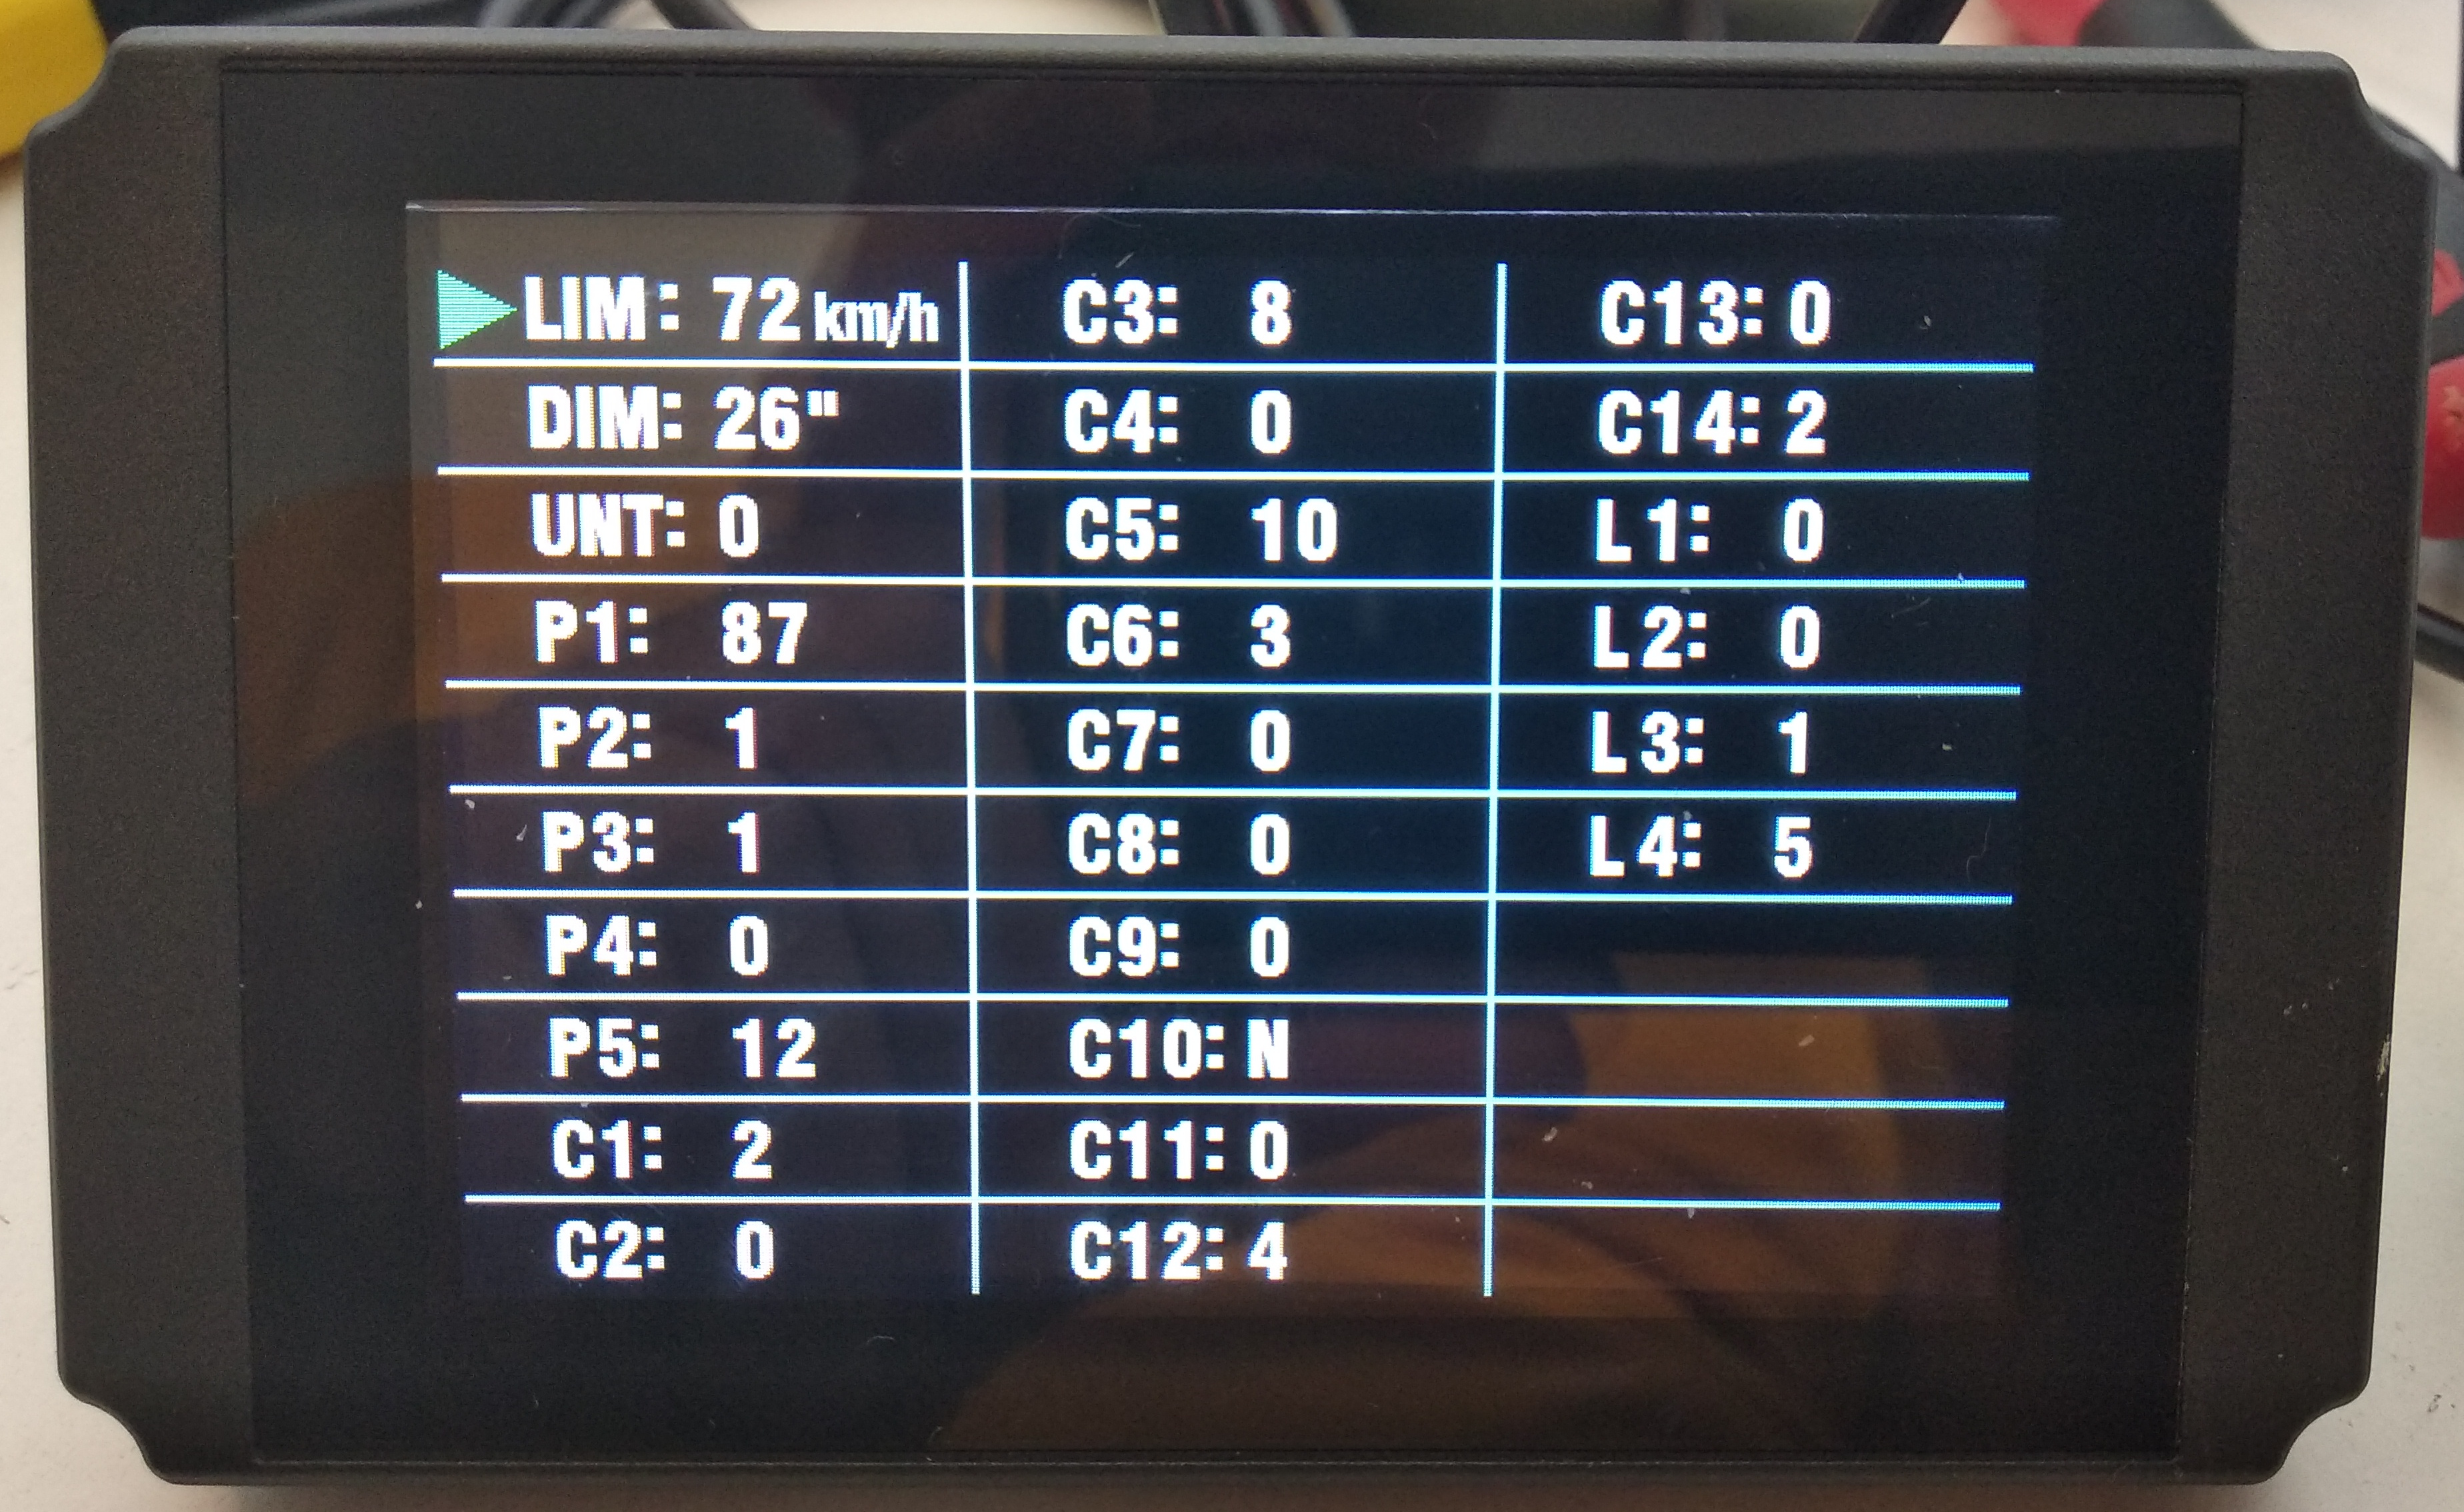 LIM: 72 km/h
DIM: 26"
UNT: 0
P1: 87
P2: 1
P3: 1
P4: 0
P5: 12
C1: 2
C2: 0
C3: 8
C4: 0
C5: 10
C6: 3
C7: 0
C8: 0
C9: 0
C10: N
C11: 0
C12: 4
C13: 0
C14: 2
L1: 0
L2: 0
L3: 1
L4: 5